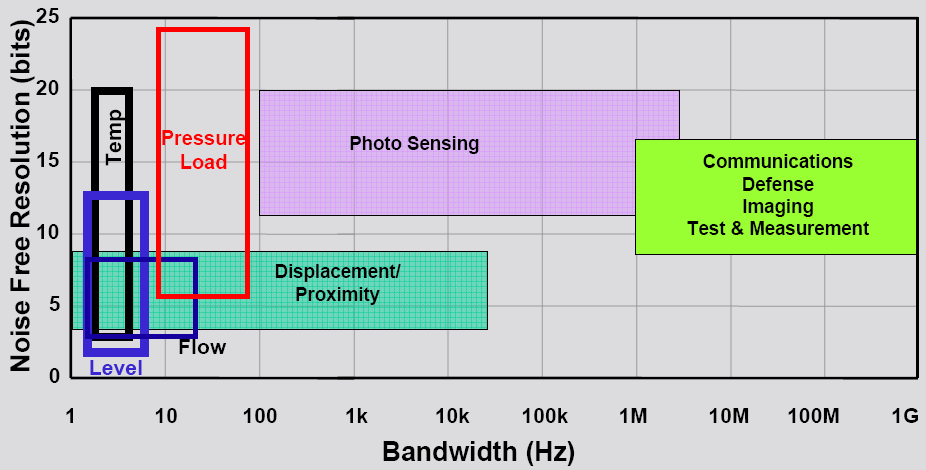 Noise Free Resolution (bits)
25
20
15
10
5
0
Temp
Pressure
Load
Photo Sensing
Communications
Defense
Imaging
Test & Measurement
Displacement/
Proximity
Flow
Level
1
10
100
1k
10k
100k
1M
10M
100M
1G
Bandwidth (Hz)